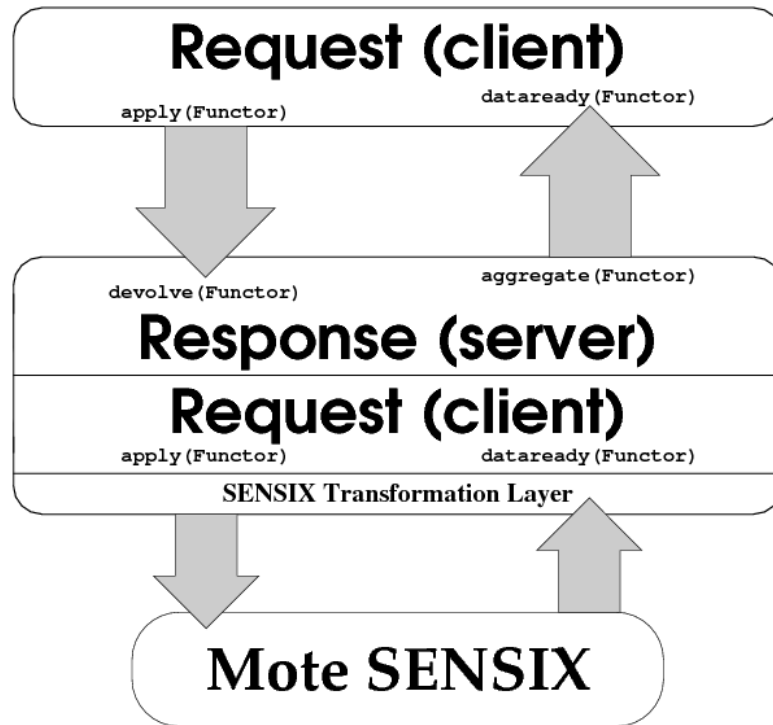 Request (client)
apply(Functor) dataready(Functor)
devolve(Functor) aggregate(Functor)
Response (server)
Request (client)
apply(Functor) dataready(Functor)
SENSIX Transformation Layer
Mote SENSIX